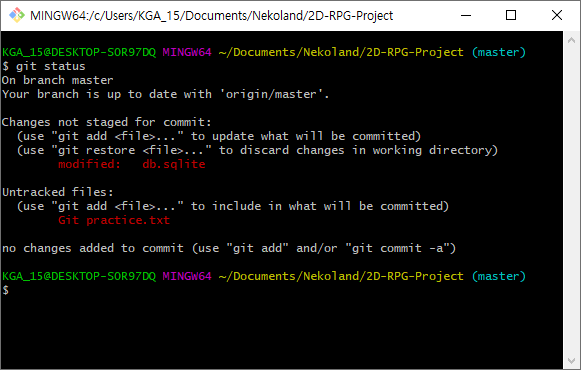 MINGW64:/c/Users/KGA_15/Documents/Nekoland/2D-RPG-Project
KGA_15@DESKTOP-SOR97DQ MINGW64 ~/Documents/Nekoland/2D-RPG-Project (master)
$ git status
On branch master
Your branch is up to date with 'origin/master'.
Changes not staged for commit:
  (use "git add <file>..." to update what will be committed)
  (use "git restore <file>..." to discard changes in working directory)
        modified:   db.sqlite
Untracked files:
  (use "git add <file>..." to include in what will be committed)
        Git practice.txt
no changes added to commit (use "git add" and/or "git commit -a")
KGA_15@DESKTOP-SOR97DQ MINGW64 ~/Documents/Nekoland/2D-RPG-Project (master)
$